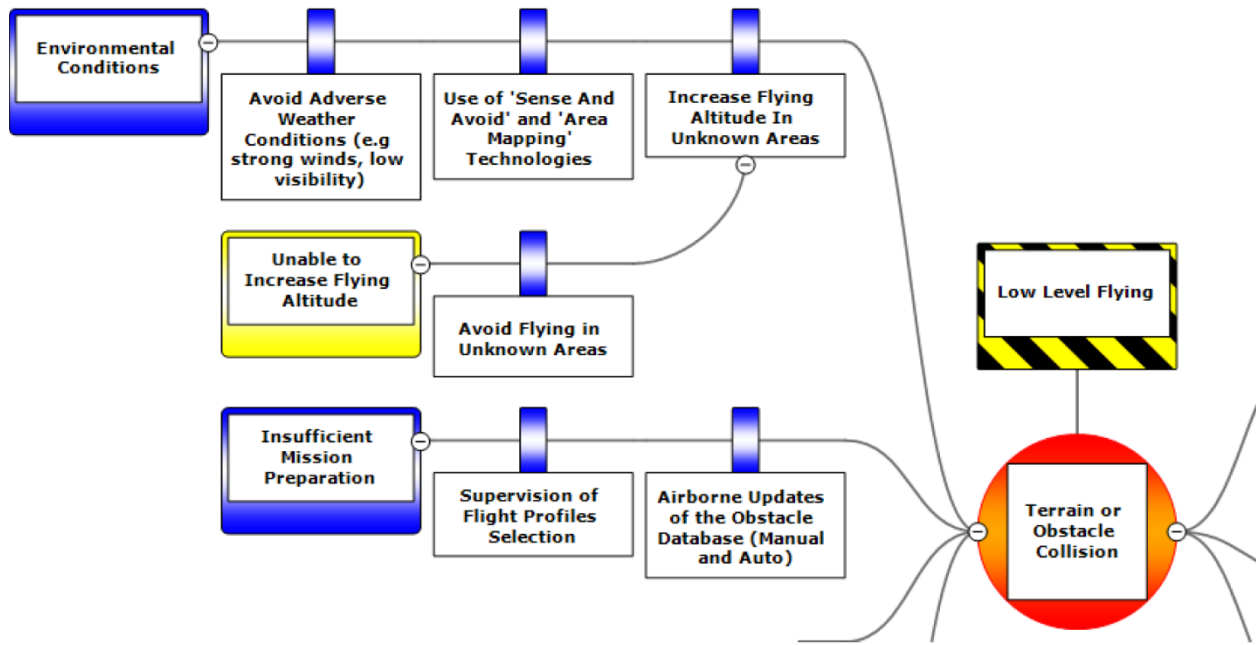 Environmental
Conditions
Avoid Adverse
Weather
Conditions (e.g
strong winds, low
visibility)
Use of 'Sense And
Avoid' and 'Area
Mapping'
Technologies
Increase Flying
Altitude In
Unknown Areas
Unable to
Increase Flying
Altitude
Avoid Flying in
Unknown Areas
Low Level Flying
Insufficient
Mission
Preparation
Supervision of
Flight Profiles
Selection
Airborne Updates
of the Obstacle
Database (Manual
and Auto)
Terrain or
Obstacle
Collision